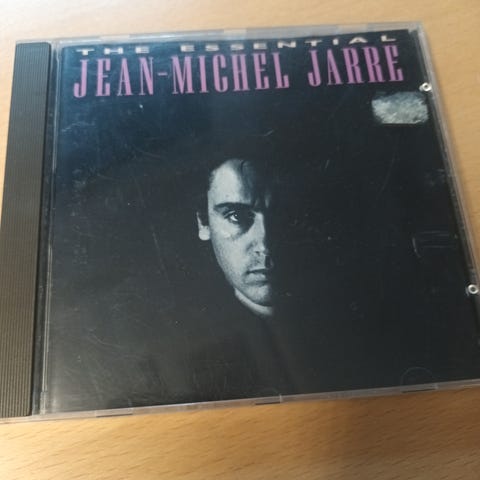 THE ESSENTIAL
JEAN-MICHEL JARRE